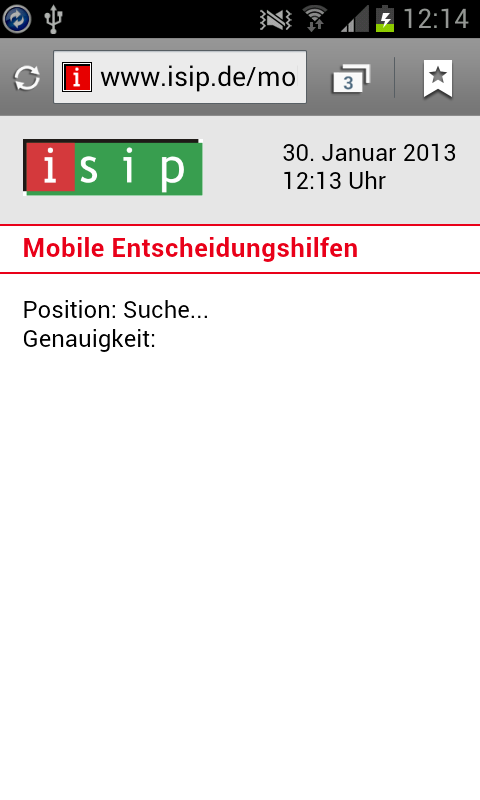 12:14
i www.isip.de/mo
3
isip
30. Januar 2013
12:13 Uhr
Mobile Entscheidungshilfen
Position: Suche...
Genauigkeit: